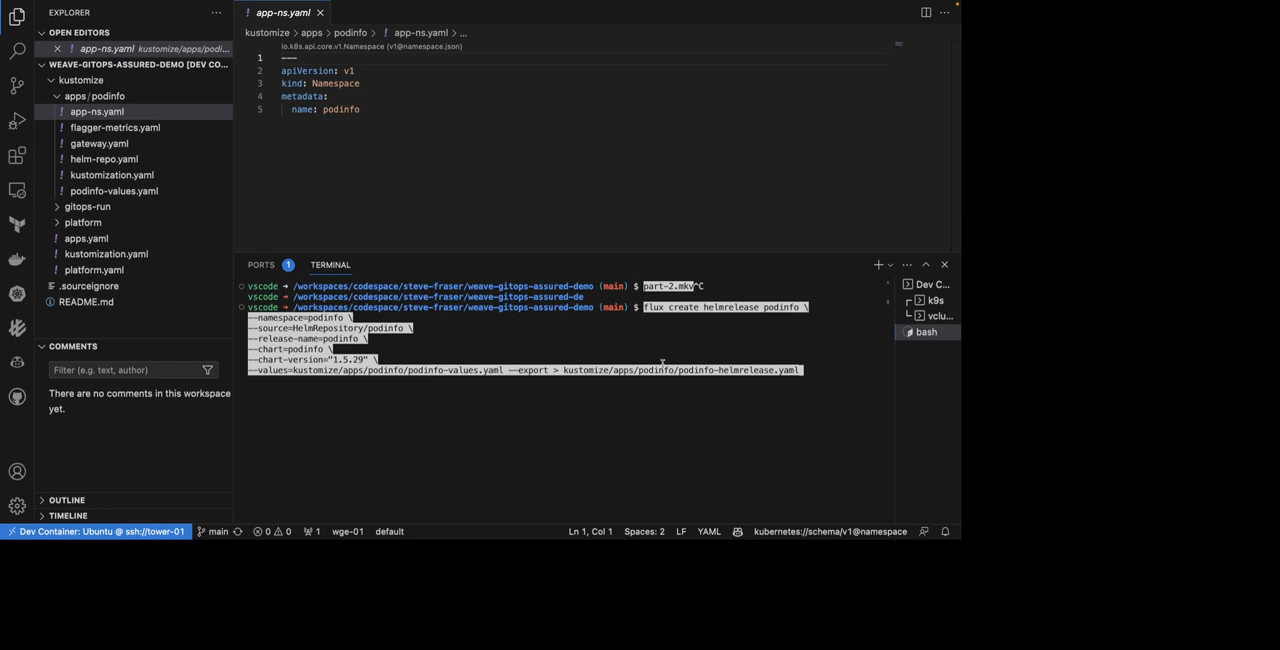 EXPLORER
OPEN EDITORS
app-ns.yaml kustomize/apps/podi...
WEAVE-GITOPS-ASSURED-DEMO [DEV CO...
kustomize
apps/podinfo
! app-ns.yaml
! flagger-metrics.yaml
! gateway.yaml
! helm-repo.yaml
! kustomization.yaml
! podinfo-values.yaml
gitops-run
platform
! apps.yaml
! kustomization.yaml
! platform.yaml
.sourceignore
README.md
COMMENTS
Filter (e.g. text, author)
There are no comments in this workspace
yet.
OUTLINE
TIMELINE
! app-ns.yaml
kustomize > apps > podinfo > ! app-ns.yaml > ...
io.k8s.api.core.v1.Namespace (v1@namespace.json)
1 ---
2 apiVersion: v1
3 kind: Namespace
4 metadata:
5 name: podinfo
PORTS 1 TERMINAL
vscode → /workspaces/codespace/steve-fraser/weave-gitops-assured-demo (main) $ part-2.mkv^C
vscode → /workspaces/codespace/steve-fraser/weave-gitops-assured-de
vscode → /workspaces/codespace/steve-fraser/weave-gitops-assured-demo (main) $ flux create helmrelease podinfo \
--namespace=podinfo \
--source=HelmRepository/podinfo \
--release-name=podinfo \
--chart=podinfo \
--chart-version="1.5.29" \
--values=kustomize/apps/podinfo/podinfo-values.yaml --export > kustomize/apps/podinfo/podinfo-helmrelease.yaml
Dev C...
k9s
vclu...
bash
Dev Container: Ubuntu @ ssh://tower-01 main 0 0 1 wge-01 default Ln 1, Col 1 Spaces: 2 LF YAML kubernetes://schema/v1@namespace